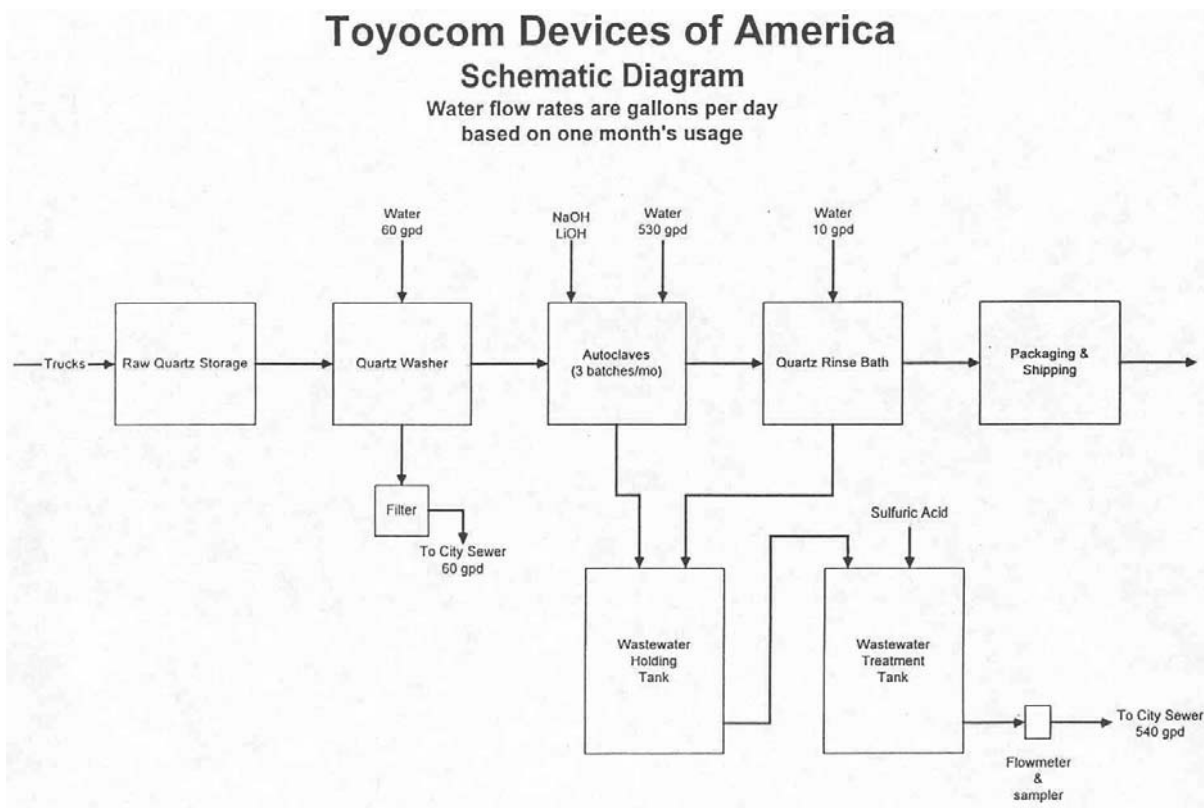 Toyocom Devices of America
Schematic Diagram
Water flow rates are gallons per day
based on one month's usage
Water
60 gpd
NaOH
LiOH
Water
530 gpd
Water
10 gpd
Trucks
Raw Quartz Storage
Quartz Washer
Autoclaves
(3 batches/mo)
Quartz Rinse Bath
Packaging &
Shipping
Filter
To City Sewer
60 gpd
Sulfuric Acid
Wastewater
Holding
Tank
Wastewater
Treatment
Tank
To City Sewer
540 gpd
Flowmeter
&
sampler